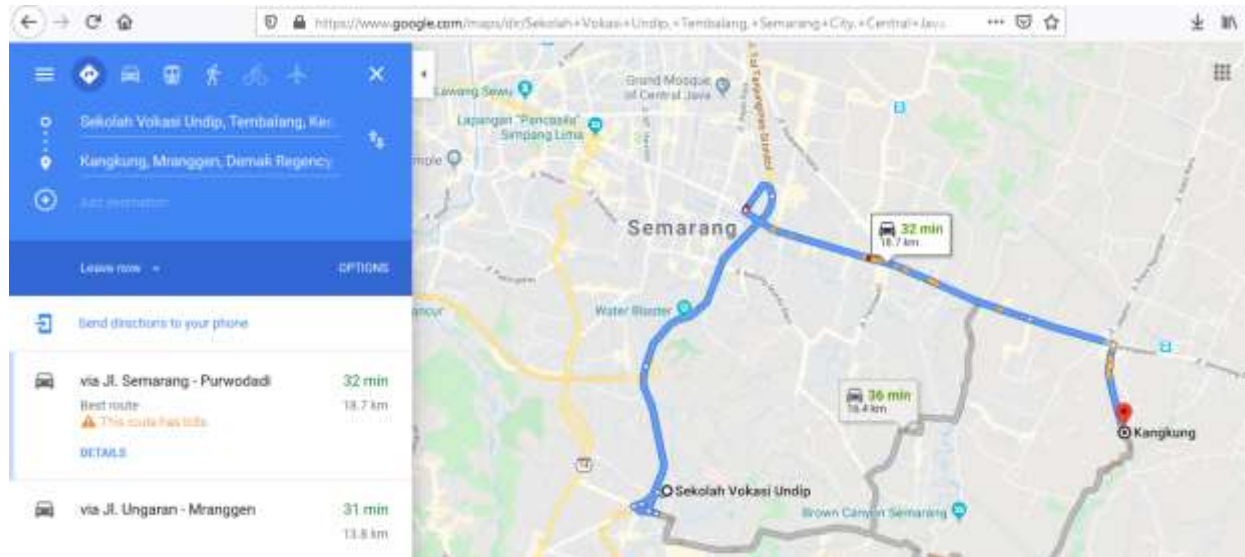 https://www.google.com/maps/dir/Sekolah+Vokasi+Undip,+Tembalang,+Semarang+City,+Central+Java
Sekolah Vokasi Undip, Tembalang, Kec
Kangkung, Mranggen, Demak Regency
Add destination
Leave now
OPTIONS
Send directions to your phone
via Jl. Semarang - Purwodadi
32 min
Best route
18.7 km
This route has tolls.
DETAILS
via Jl. Ungaran - Mranggen
31 min
13.8 km
Lawang Sewu
Grand Mosque
of Central Java
Lapangan "Pancasila"
Simpang Lima
Semarang
32 min
18.7 km
Water Blaster
36 min
16.4 km
Kangkung
Sekolah Vokasi Undip
Brown Canyon Semarang